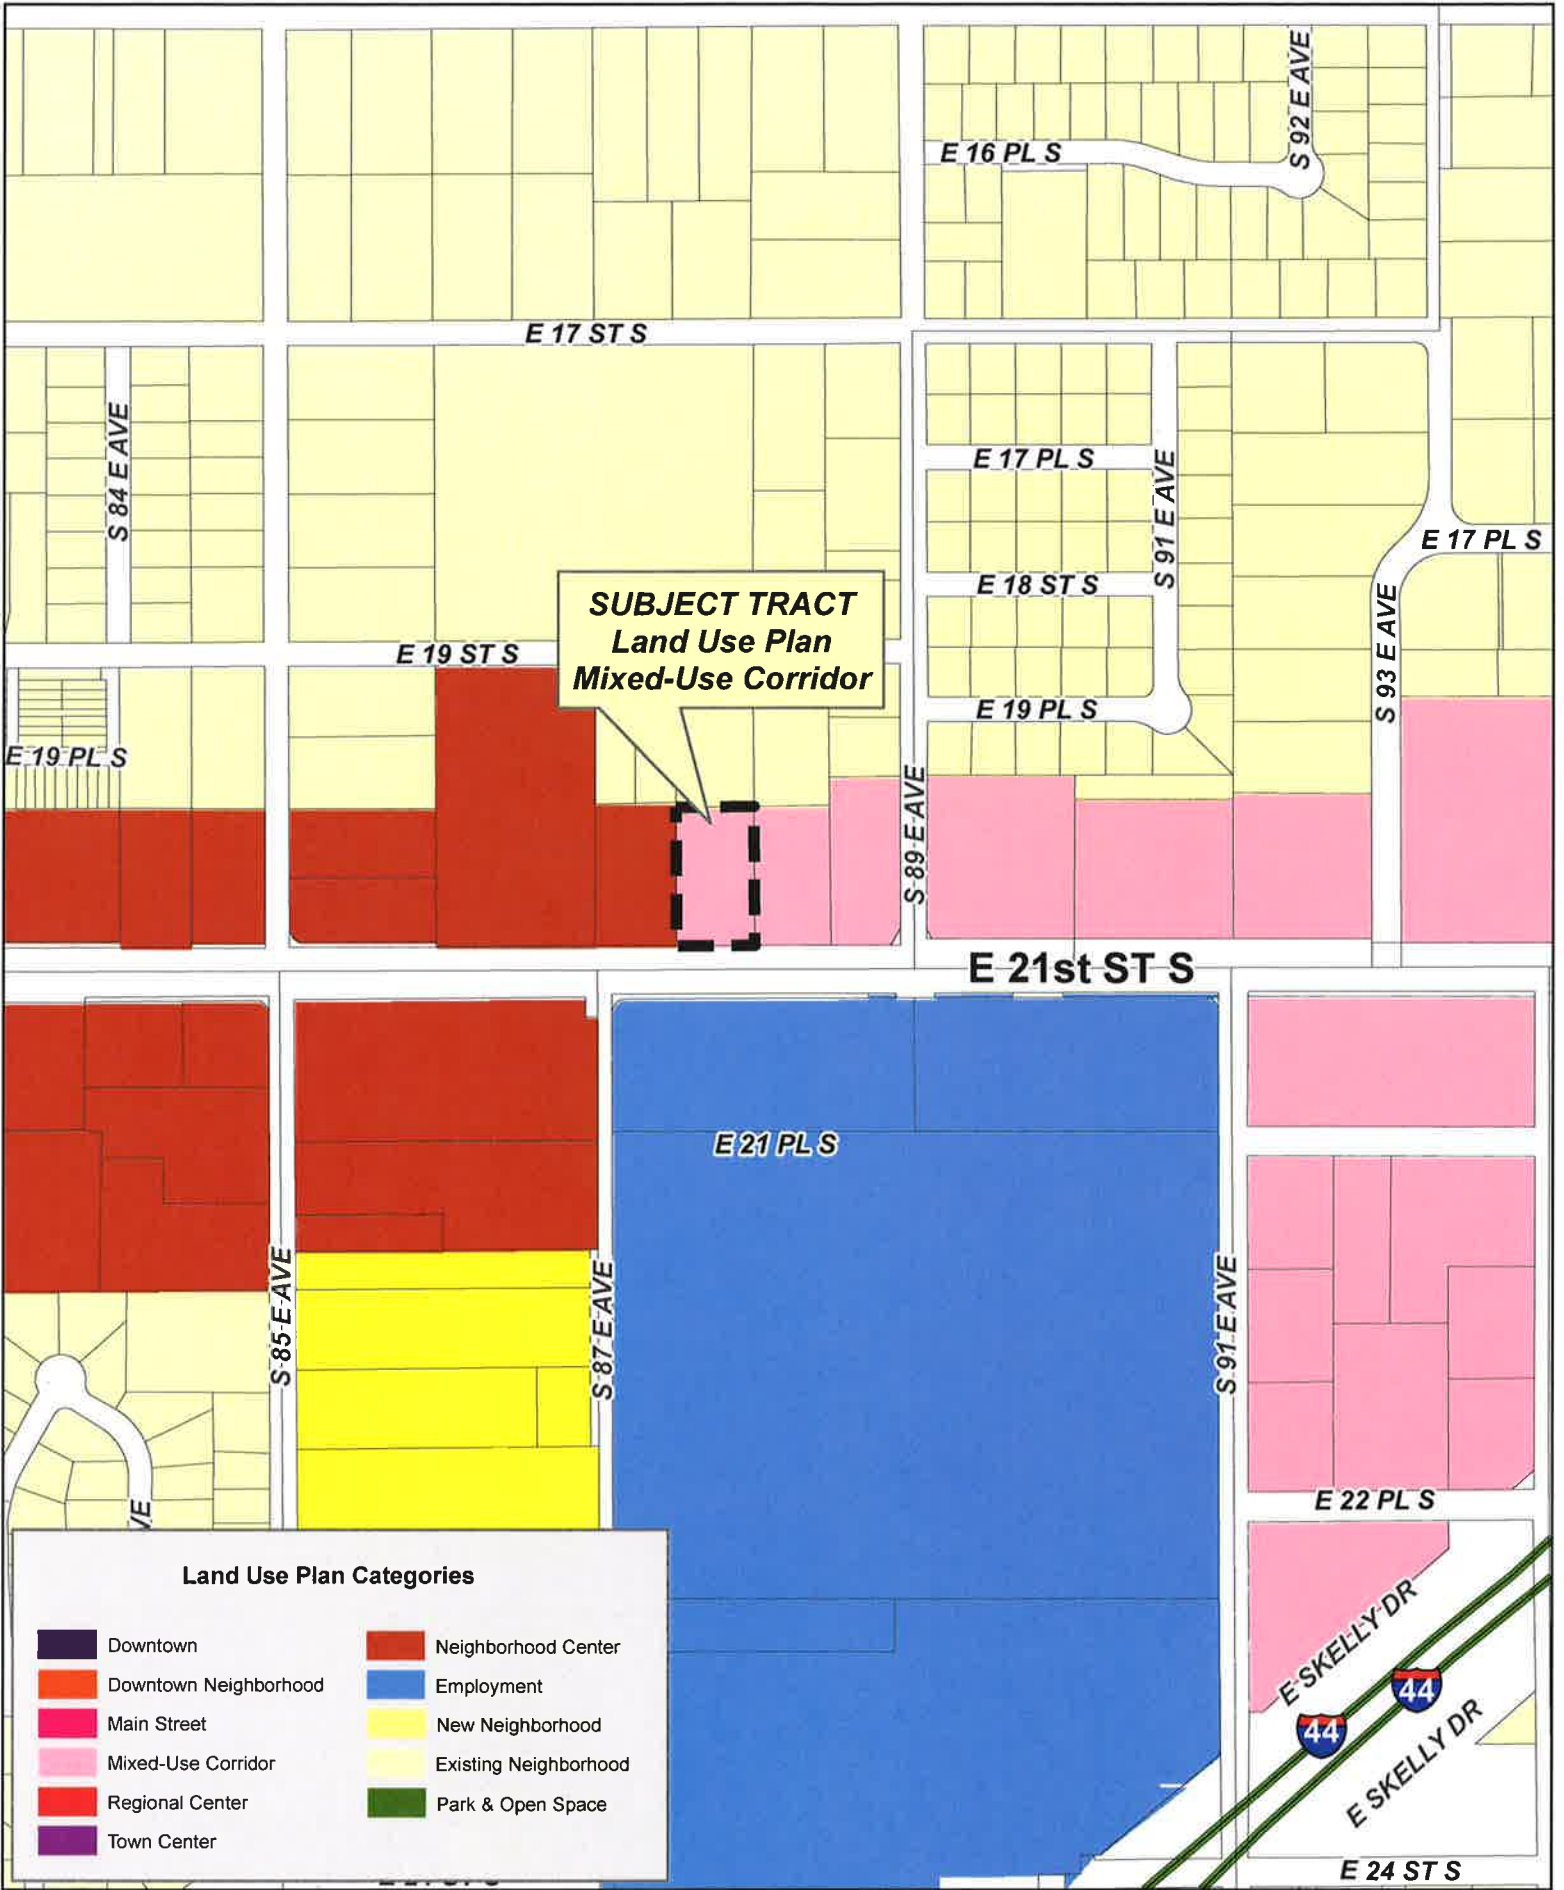 S 92 E AVE
E 16 PL S
E 17 ST S
S 84 E AVE
E 17 PL S
S 91 E AVE
E 17 PL S
E 18 ST S
SUBJECT TRACT
Land Use Plan
Mixed-Use Corridor
S 93 E AVE
E 19 ST S
E 19 PL S
E 19 PL S
S 89 E AVE
E 21st ST S
E 21 PL S
S 85 E AVE
S 87 E AVE
S 91 E AVE
E 22 PL S
VE
E SKELLY DR
44
44
E SKELLY DR
E 24 ST S
Land Use Plan Categories
Downtown
Downtown Neighborhood
Main Street
Mixed-Use Corridor
Regional Center
Town Center
Neighborhood Center
Employment
New Neighborhood
Existing Neighborhood
Park & Open Space